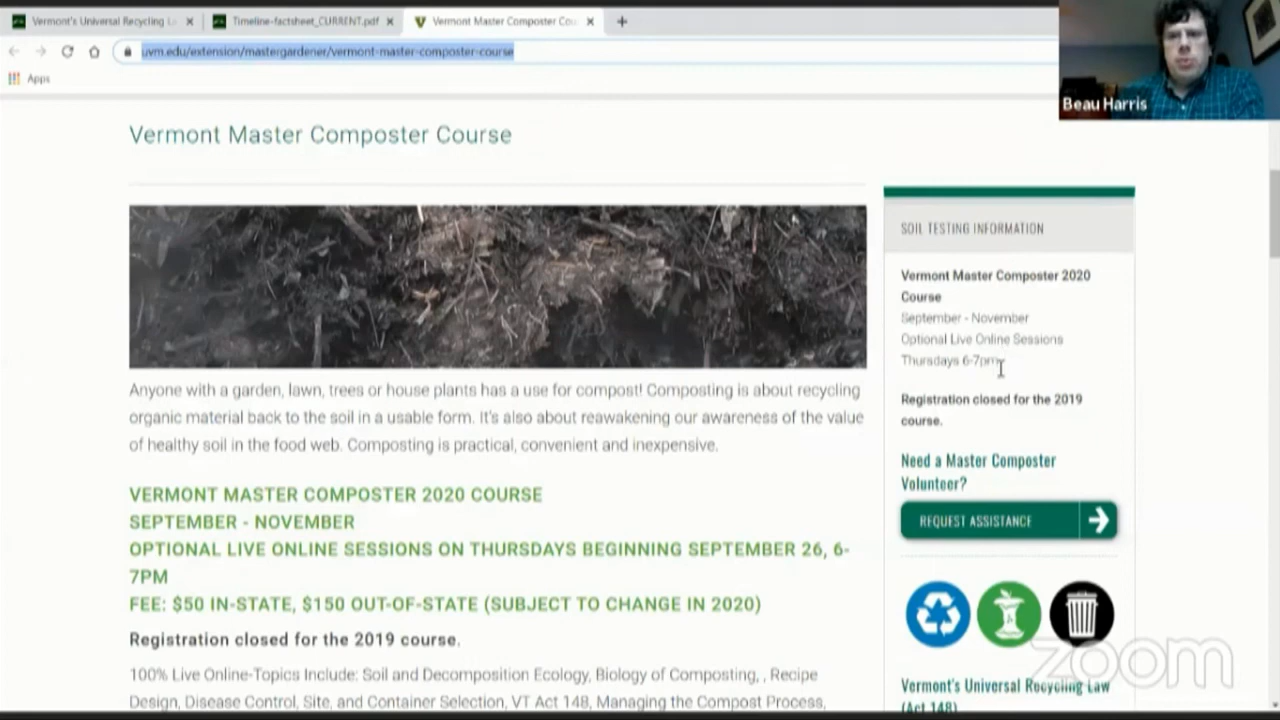 Vermont's Universal Recycling L
Timeline-factsheet_CURRENT.pdf
Vermont Master Composter Cou
uvm.edu/extension/mastergardener/vermont-master-composter-course
Apps
Beau Harris
Vermont Master Composter Course
Anyone with a garden, lawn, trees or house plants has a use for compost! Composting is about recycling
organic material back to the soil in a usable form. It's also about reawakening our awareness of the value
of healthy soil in the food web. Composting is practical, convenient and inexpensive.
VERMONT MASTER COMPOSTER 2020 COURSE
SEPTEMBER - NOVEMBER
OPTIONAL LIVE ONLINE SESSIONS ON THURSDAYS BEGINNING SEPTEMBER 26, 6-
7PM
FEE: $50 IN-STATE, $150 OUT-OF-STATE (SUBJECT TO CHANGE IN 2020)
Registration closed for the 2019 course.
100% Live Online-Topics Include: Soil and Decomposition Ecology, Biology of Composting, , Recipe
Design, Disease Control, Site, and Container Selection, VT Act 148, Managing the Compost Process,
SOIL TESTING INFORMATION
Vermont Master Composter 2020
Course
September - November
Optional Live Online Sessions
Thursdays 6-7pm
Registration closed for the 2019
course.
Need a Master Composter
Volunteer?
REQUEST ASSISTANCE
Vermont's Universal Recycling Law
(Act 148)
zoom